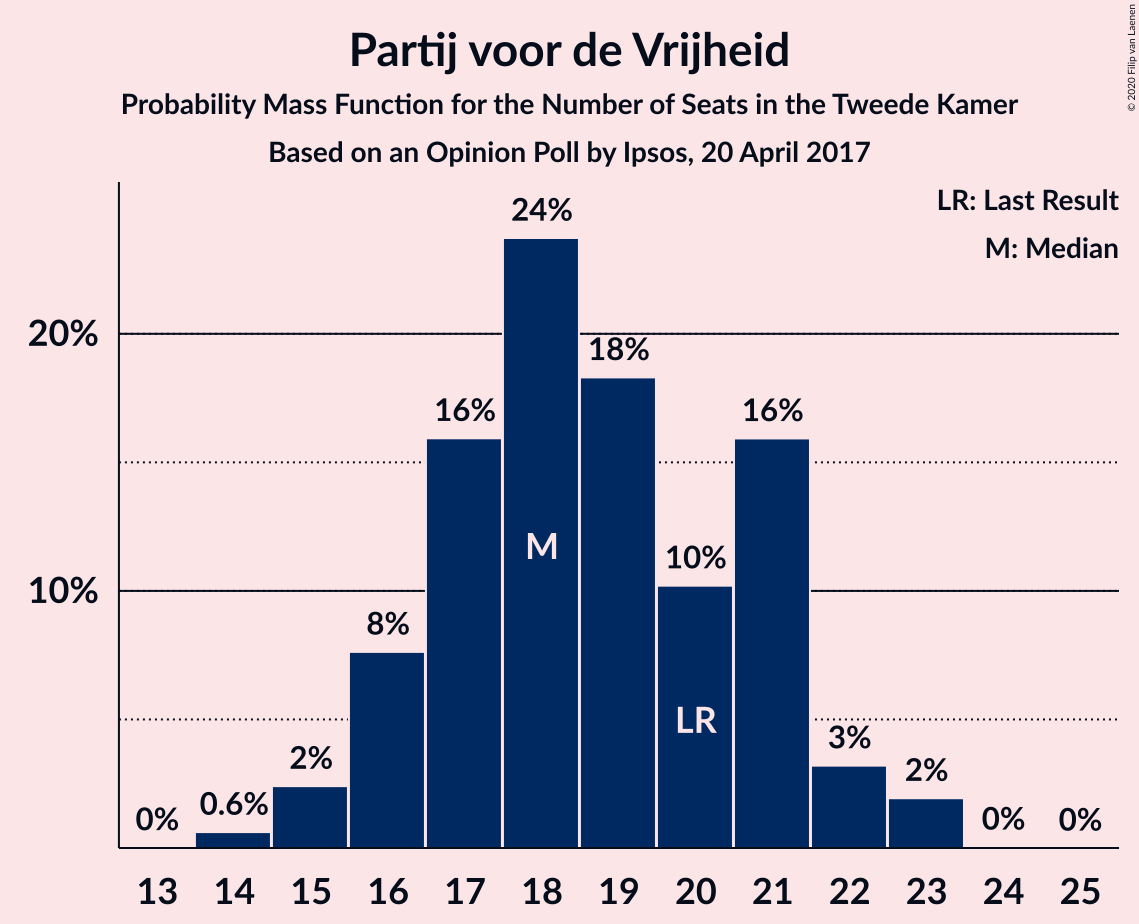 Partij voor de Vrijheid
Probability Mass Function for the Number of Seats in the Tweede Kamer
Based on an Opinion Poll by Ipsos, 20 April 2017
© 2020 Filip van Laenen
LR: Last Result
M: Median
20%
10%
0%
0.6%
2%
8%
16%
24%
18%
10%
16%
3%
2%
0%
0%
M
LR
13 14 15 16 17 18 19 20 21 22 23 24 25